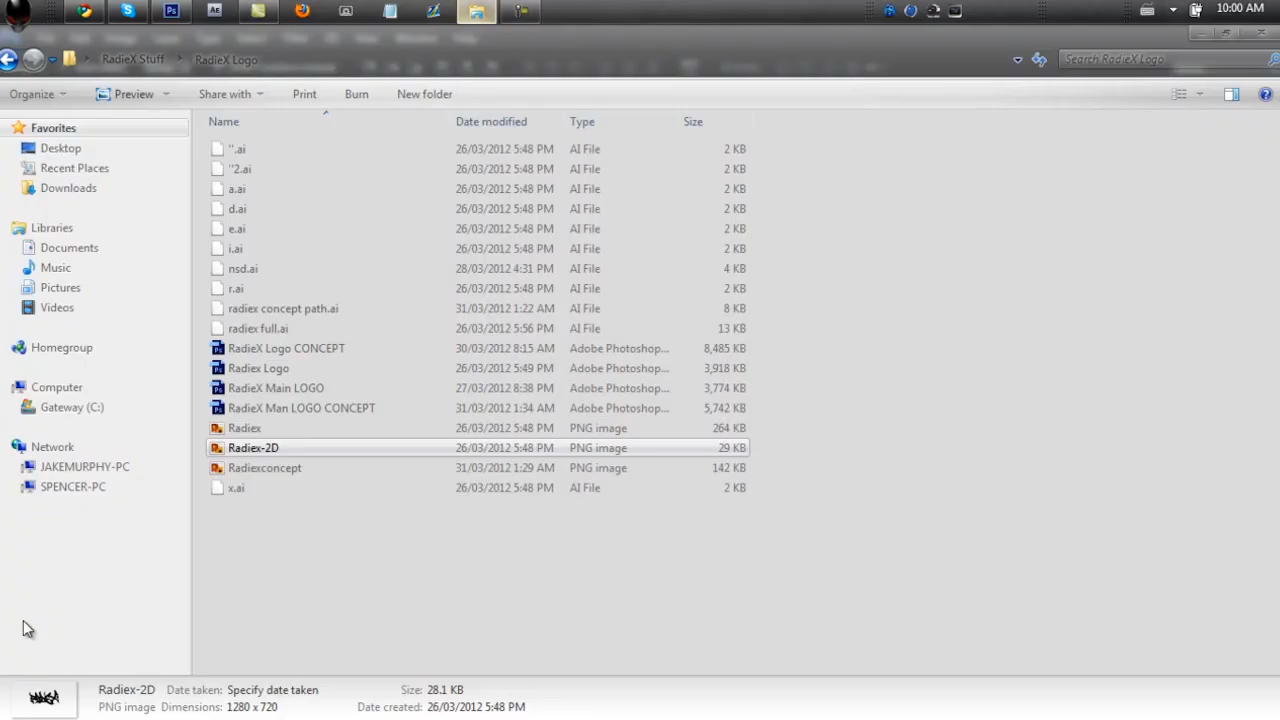 Ps AE 10:00 AM
RadieX Stuff RadieX Logo Search RadieX Logo
Organize Preview Share with Print Burn New folder
Name Date modified Type Size
Favorites
Desktop
Recent Places
Downloads
Libraries
Documents
Music
Pictures
Videos
Homegroup
Computer
Gateway (C:)
Network
JAKEMURPHY-PC
SPENCER-PC
''.ai 26/03/2012 5:48 PM AI File 2 KB
''2.ai 26/03/2012 5:48 PM AI File 2 KB
a.ai 26/03/2012 5:48 PM AI File 2 KB
d.ai 26/03/2012 5:48 PM AI File 2 KB
e.ai 26/03/2012 5:48 PM AI File 2 KB
i.ai 26/03/2012 5:48 PM AI File 2 KB
nsd.ai 28/03/2012 4:31 PM AI File 4 KB
r.ai 26/03/2012 5:48 PM AI File 2 KB
radiex concept path.ai 31/03/2012 1:22 AM AI File 8 KB
radiex full.ai 26/03/2012 5:56 PM AI File 13 KB
RadieX Logo CONCEPT 30/03/2012 8:15 AM Adobe Photoshop... 8,485 KB
Radiex Logo 26/03/2012 5:49 PM Adobe Photoshop... 3,918 KB
RadieX Main LOGO 27/03/2012 8:38 PM Adobe Photoshop... 3,774 KB
RadieX Man LOGO CONCEPT 31/03/2012 1:34 AM Adobe Photoshop... 5,742 KB
Radiex 26/03/2012 5:48 PM PNG image 264 KB
Radiex-2D 26/03/2012 5:48 PM PNG image 29 KB
Radiexconcept 31/03/2012 1:29 AM PNG image 142 KB
x.ai 26/03/2012 5:48 PM AI File 2 KB
Radiex-2D Date taken: Specify date taken Size: 28.1 KB
PNG image Dimensions: 1280 x 720 Date created: 26/03/2012 5:48 PM